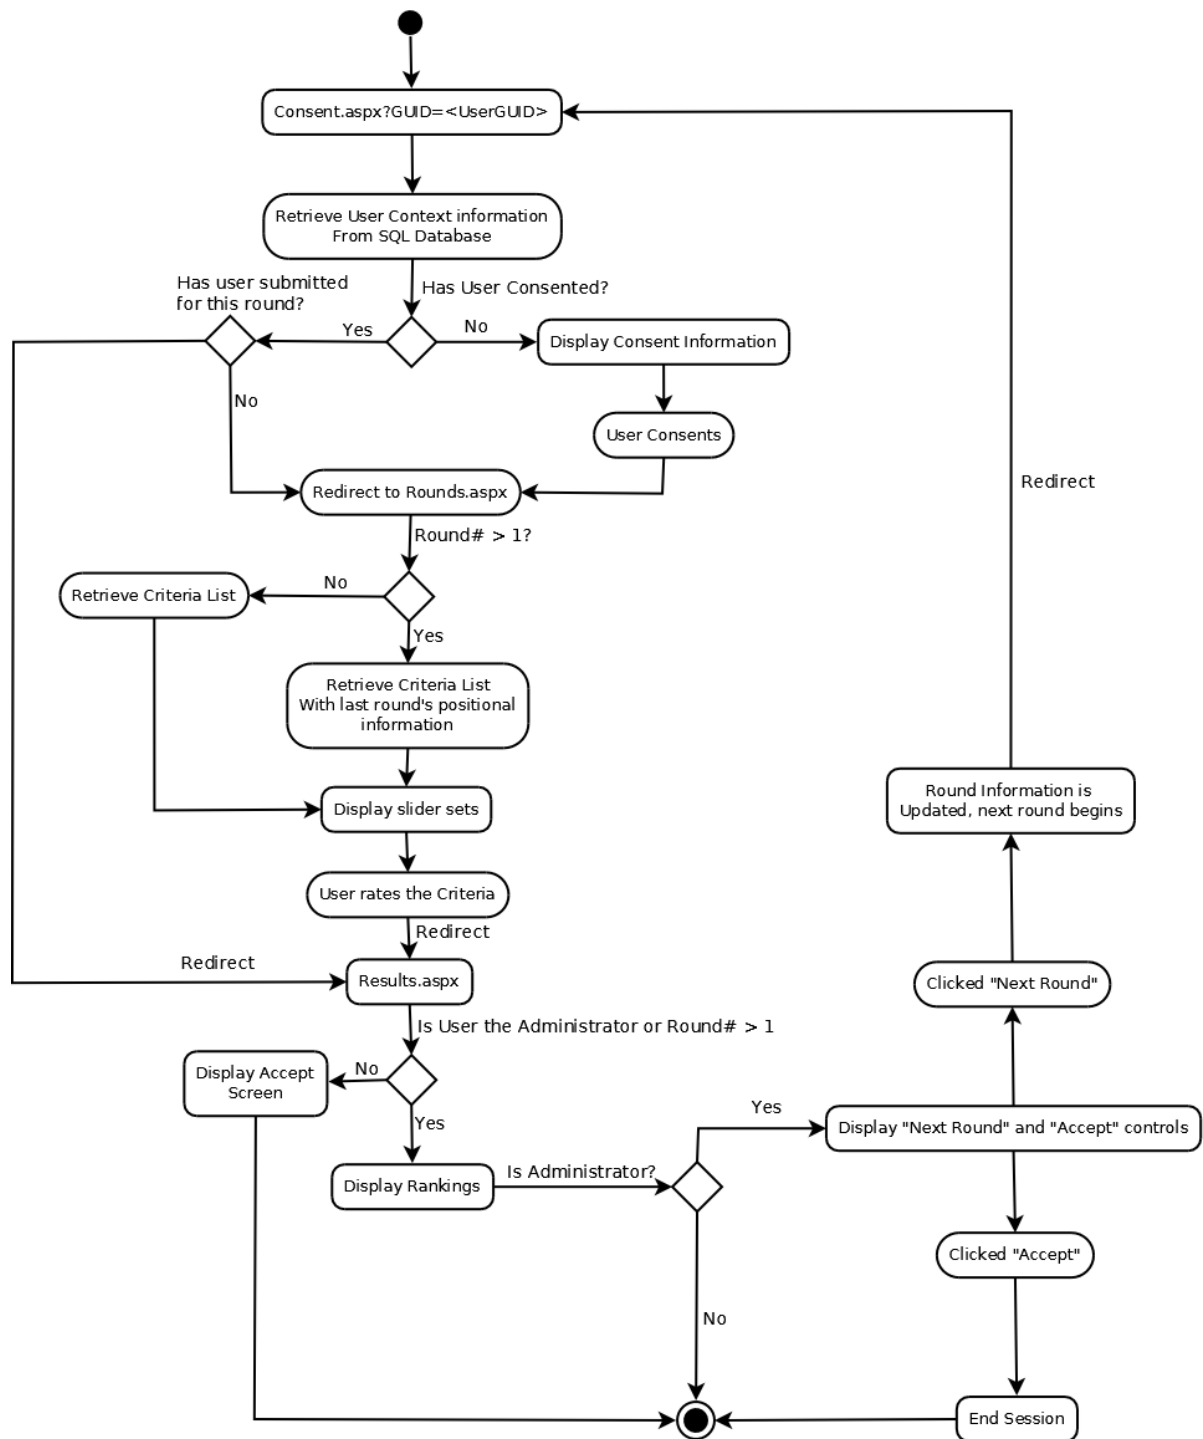 Consent.aspx?GUID=<UserGUID>
Retrieve User Context information
From SQL Database
Has user submitted
for this round?
Has User Consented?
Yes
No
Display Consent Information
No
User Consents
Redirect to Rounds.aspx
Redirect
Round# > 1?
No
Retrieve Criteria List
Yes
Retrieve Criteria List
With last round's positional
information
Display slider sets
Round Information is
Updated, next round begins
User rates the Criteria
Redirect
Redirect
Results.aspx
Clicked "Next Round"
Is User the Administrator or Round# > 1
No
Display Accept
Screen
Yes
Yes
Display "Next Round" and "Accept" controls
Is Administrator?
Display Rankings
Clicked "Accept"
No
End Session